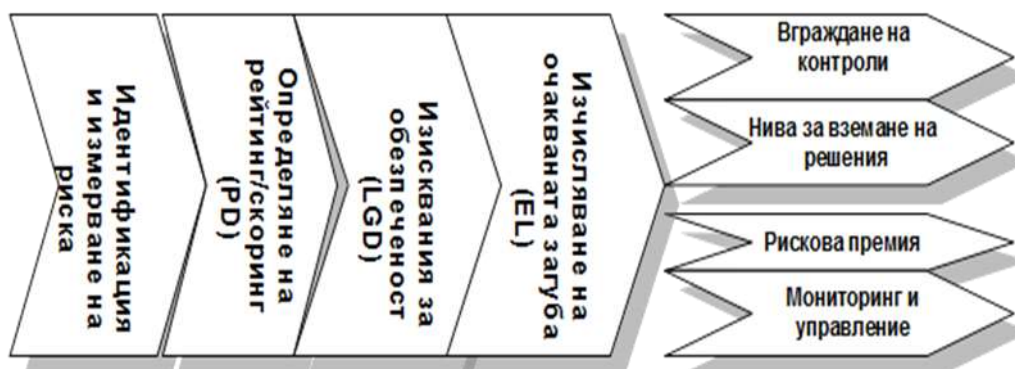 Идентификация
и измерване на
риска
Определяне на
рейтинг/скоринг
(PD)
Изисквания за
обезпеченост
(LGD)
Изчисляване на
очакваната загуба
(EL)
Вграждане на
контроли
Нива за вземане на
решения
Рискова премия
Мониторинг и
управление